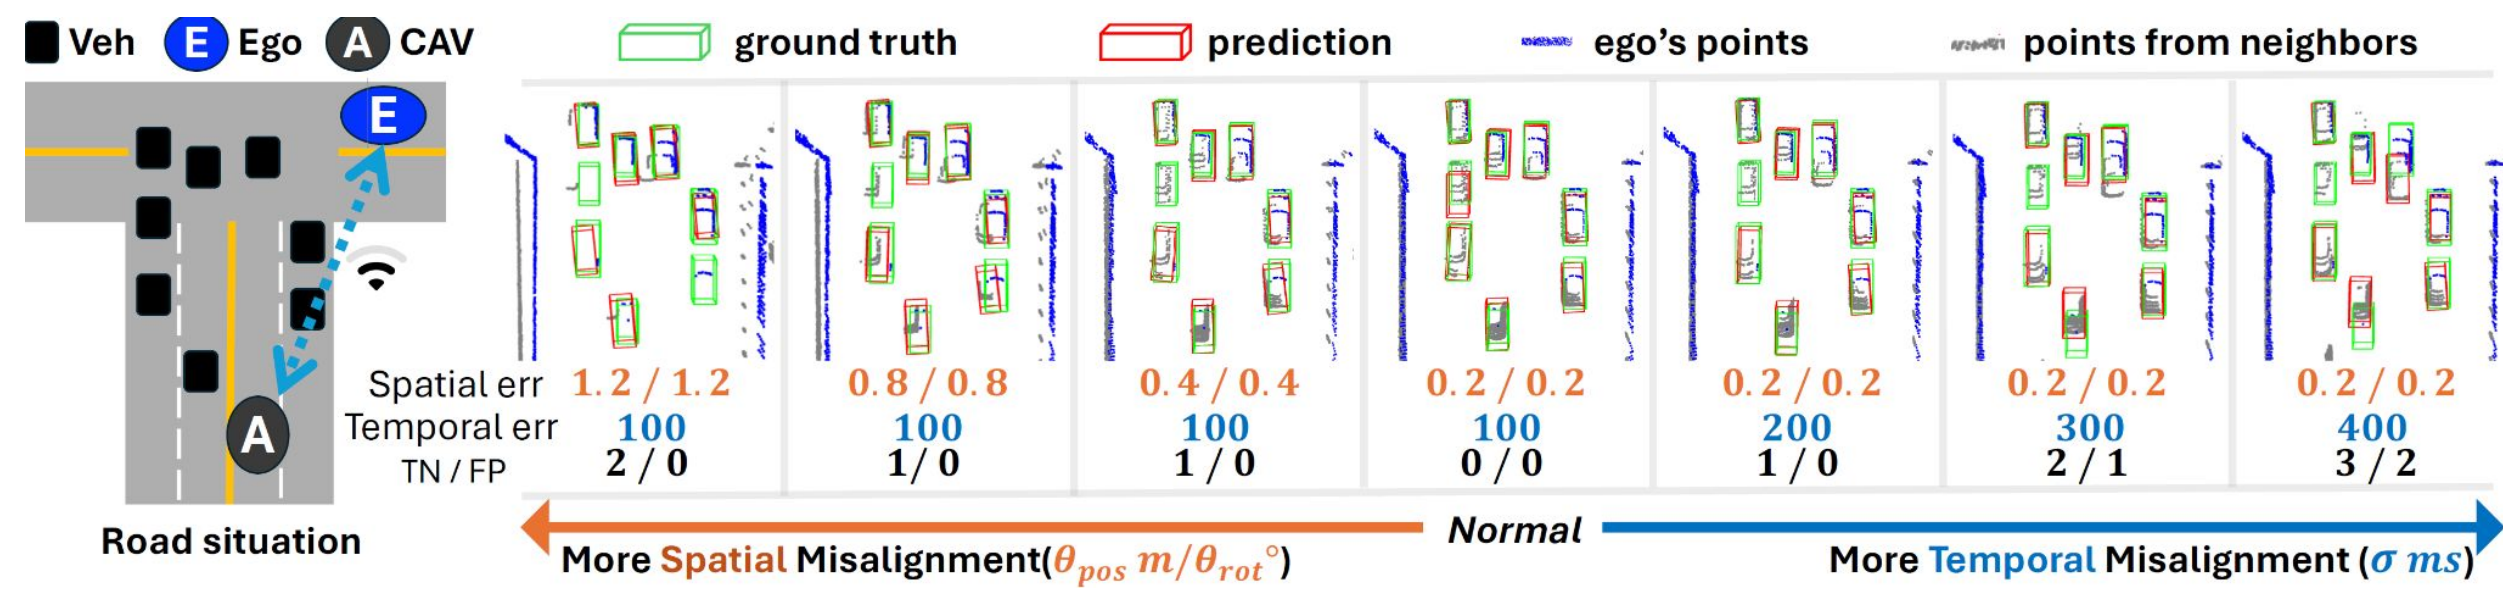 Veh E Ego A CAV ground truth prediction ego's points points from neighbors
E
A
Road situation
Spatial err 1.2 / 1.2 0.8 / 0.8 0.4 / 0.4 0.2 / 0.2 0.2 / 0.2 0.2 / 0.2 0.2 / 0.2
Temporal err 100 100 100 100 200 300 400
TN / FP 2 / 0 1 / 0 1 / 0 0 / 0 1 / 0 2 / 1 3 / 2
Normal
More Spatial Misalignment(θ_pos m/θ_rot°)
More Temporal Misalignment (σ ms)